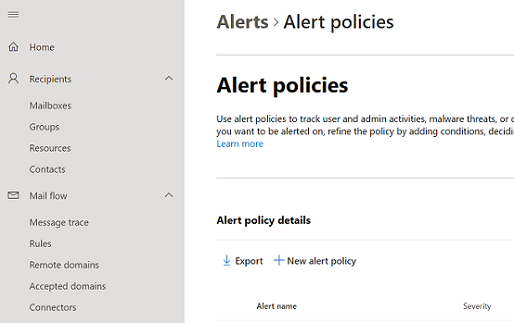 Alerts > Alert policies
Home
Recipients
Mailboxes
Groups
Resources
Contacts
Mail flow
Message trace
Rules
Remote domains
Accepted domains
Connectors
Alert policies
Use alert policies to track user and admin activities, malware threats, or
you want to be alerted on, refine the policy by adding conditions,
Learn more
Alert policy details
Export
New alert policy
Alert name
Severity